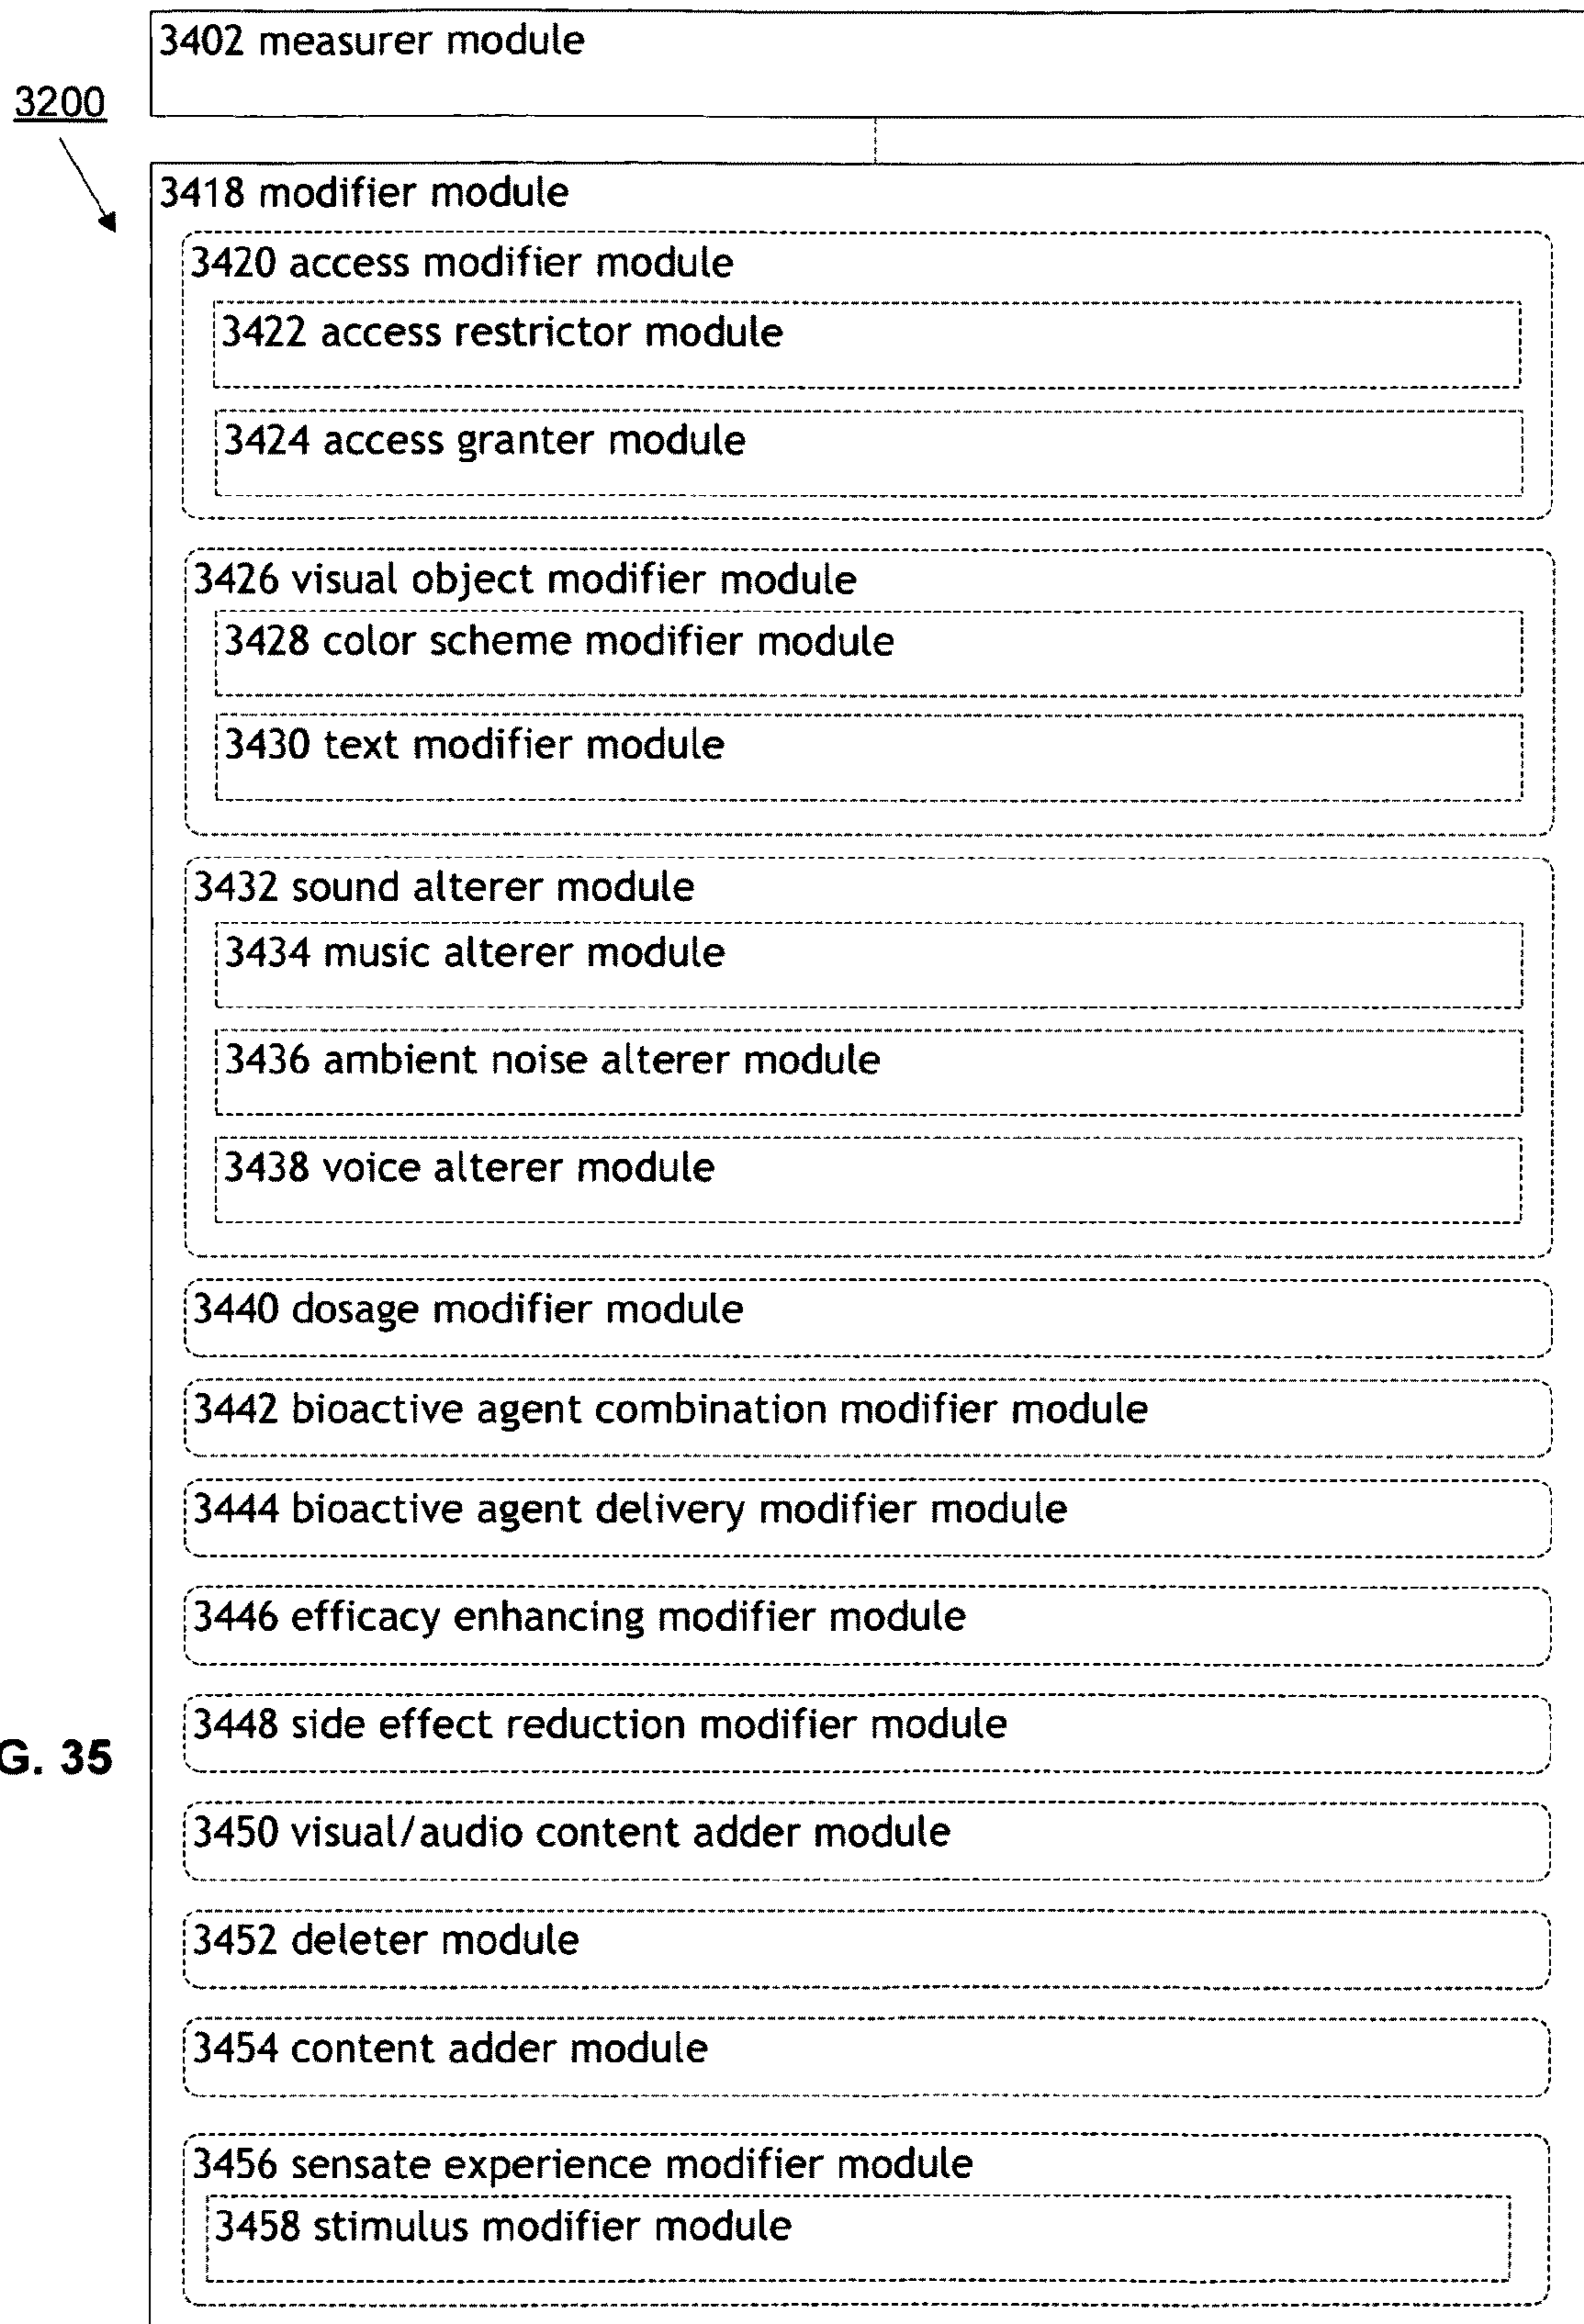 3402 measurer module
3200
3418 modifier module
3420 access modifier module
3422 access restrictor module
3424 access granter module
3426 visual object modifier module
3428 color scheme modifier module
3430 text modifier module
3432 sound alterer module
3434 music alterer module
3436 ambient noise alterer module
3438 voice alterer module
3440 dosage modifier module
3442 bioactive agent combination modifier module
3444 bioactive agent delivery modifier module
3446 efficacy enhancing modifier module
3448 side effect reduction modifier module
G. 35
3450 visual/audio content adder module
3452 deleter module
3454 content adder module
3456 sensate experience modifier module
3458 stimulus modifier module